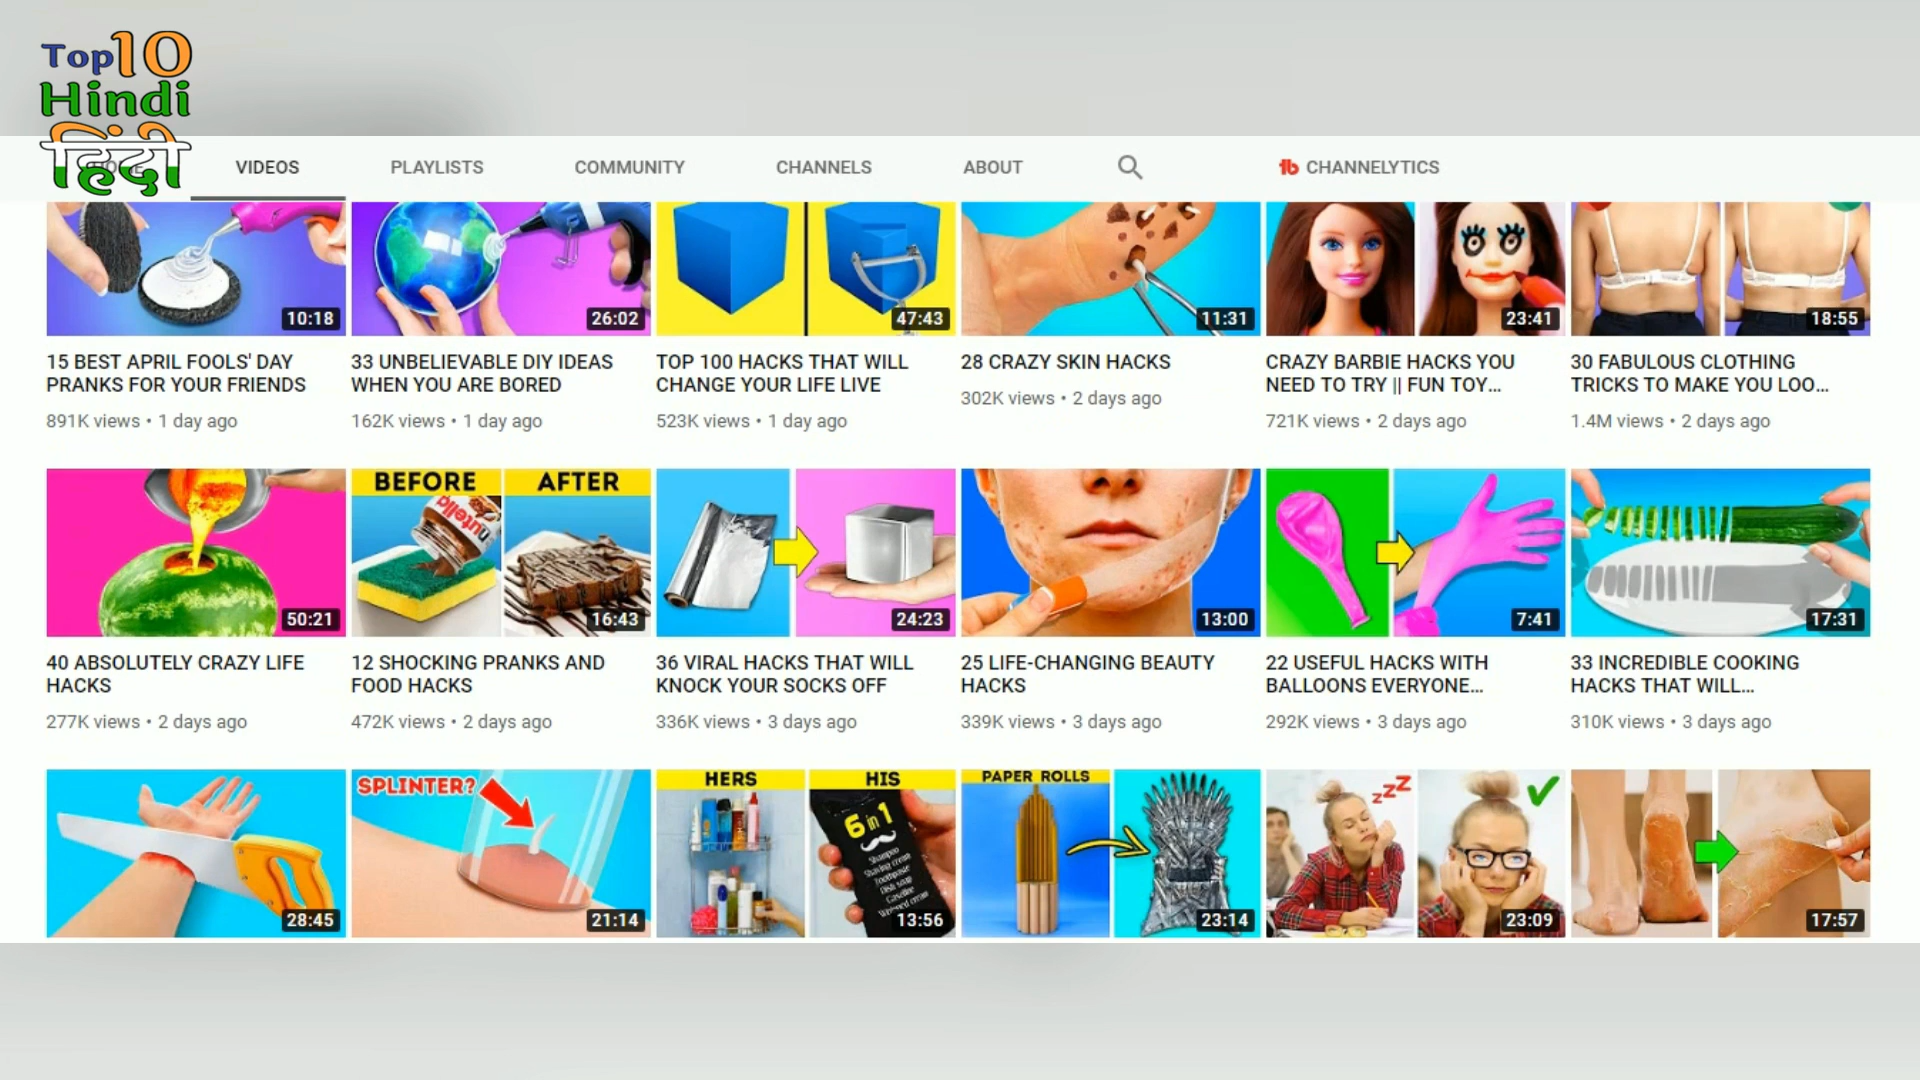 Top10
Hindi
हिंदी
VIDEOS
PLAYLISTS
COMMUNITY
CHANNELS
ABOUT
CHANNELYTICS
10:18
26:02
47:43
11:31
23:41
18:55
15 BEST APRIL FOOLS' DAY
PRANKS FOR YOUR FRIENDS
891K views • 1 day ago
33 UNBELIEVABLE DIY IDEAS
WHEN YOU ARE BORED
162K views • 1 day ago
TOP 100 HACKS THAT WILL
CHANGE YOUR LIFE LIVE
523K views • 1 day ago
28 CRAZY SKIN HACKS
302K views • 2 days ago
CRAZY BARBIE HACKS YOU
NEED TO TRY || FUN TOY...
721K views • 2 days ago
30 FABULOUS CLOTHING
TRICKS TO MAKE YOU LOO...
1.4M views • 2 days ago
50:21
BEFORE
AFTER
nutella
16:43
24:23
13:00
7:41
17:31
40 ABSOLUTELY CRAZY LIFE
HACKS
277K views • 2 days ago
12 SHOCKING PRANKS AND
FOOD HACKS
472K views • 2 days ago
36 VIRAL HACKS THAT WILL
KNOCK YOUR SOCKS OFF
336K views • 3 days ago
25 LIFE-CHANGING BEAUTY
HACKS
339K views • 3 days ago
22 USEFUL HACKS WITH
BALLOONS EVERYONE...
292K views • 3 days ago
33 INCREDIBLE COOKING
HACKS THAT WILL...
310K views • 3 days ago
28:45
SPLINTER?
21:14
HERS
HIS
6 in 1
Shampoo
Shaving cream
Toothpaste
Dish soap
Gasoline
Whipped cream
13:56
PAPER ROLLS
23:14
zzz
23:09
17:57